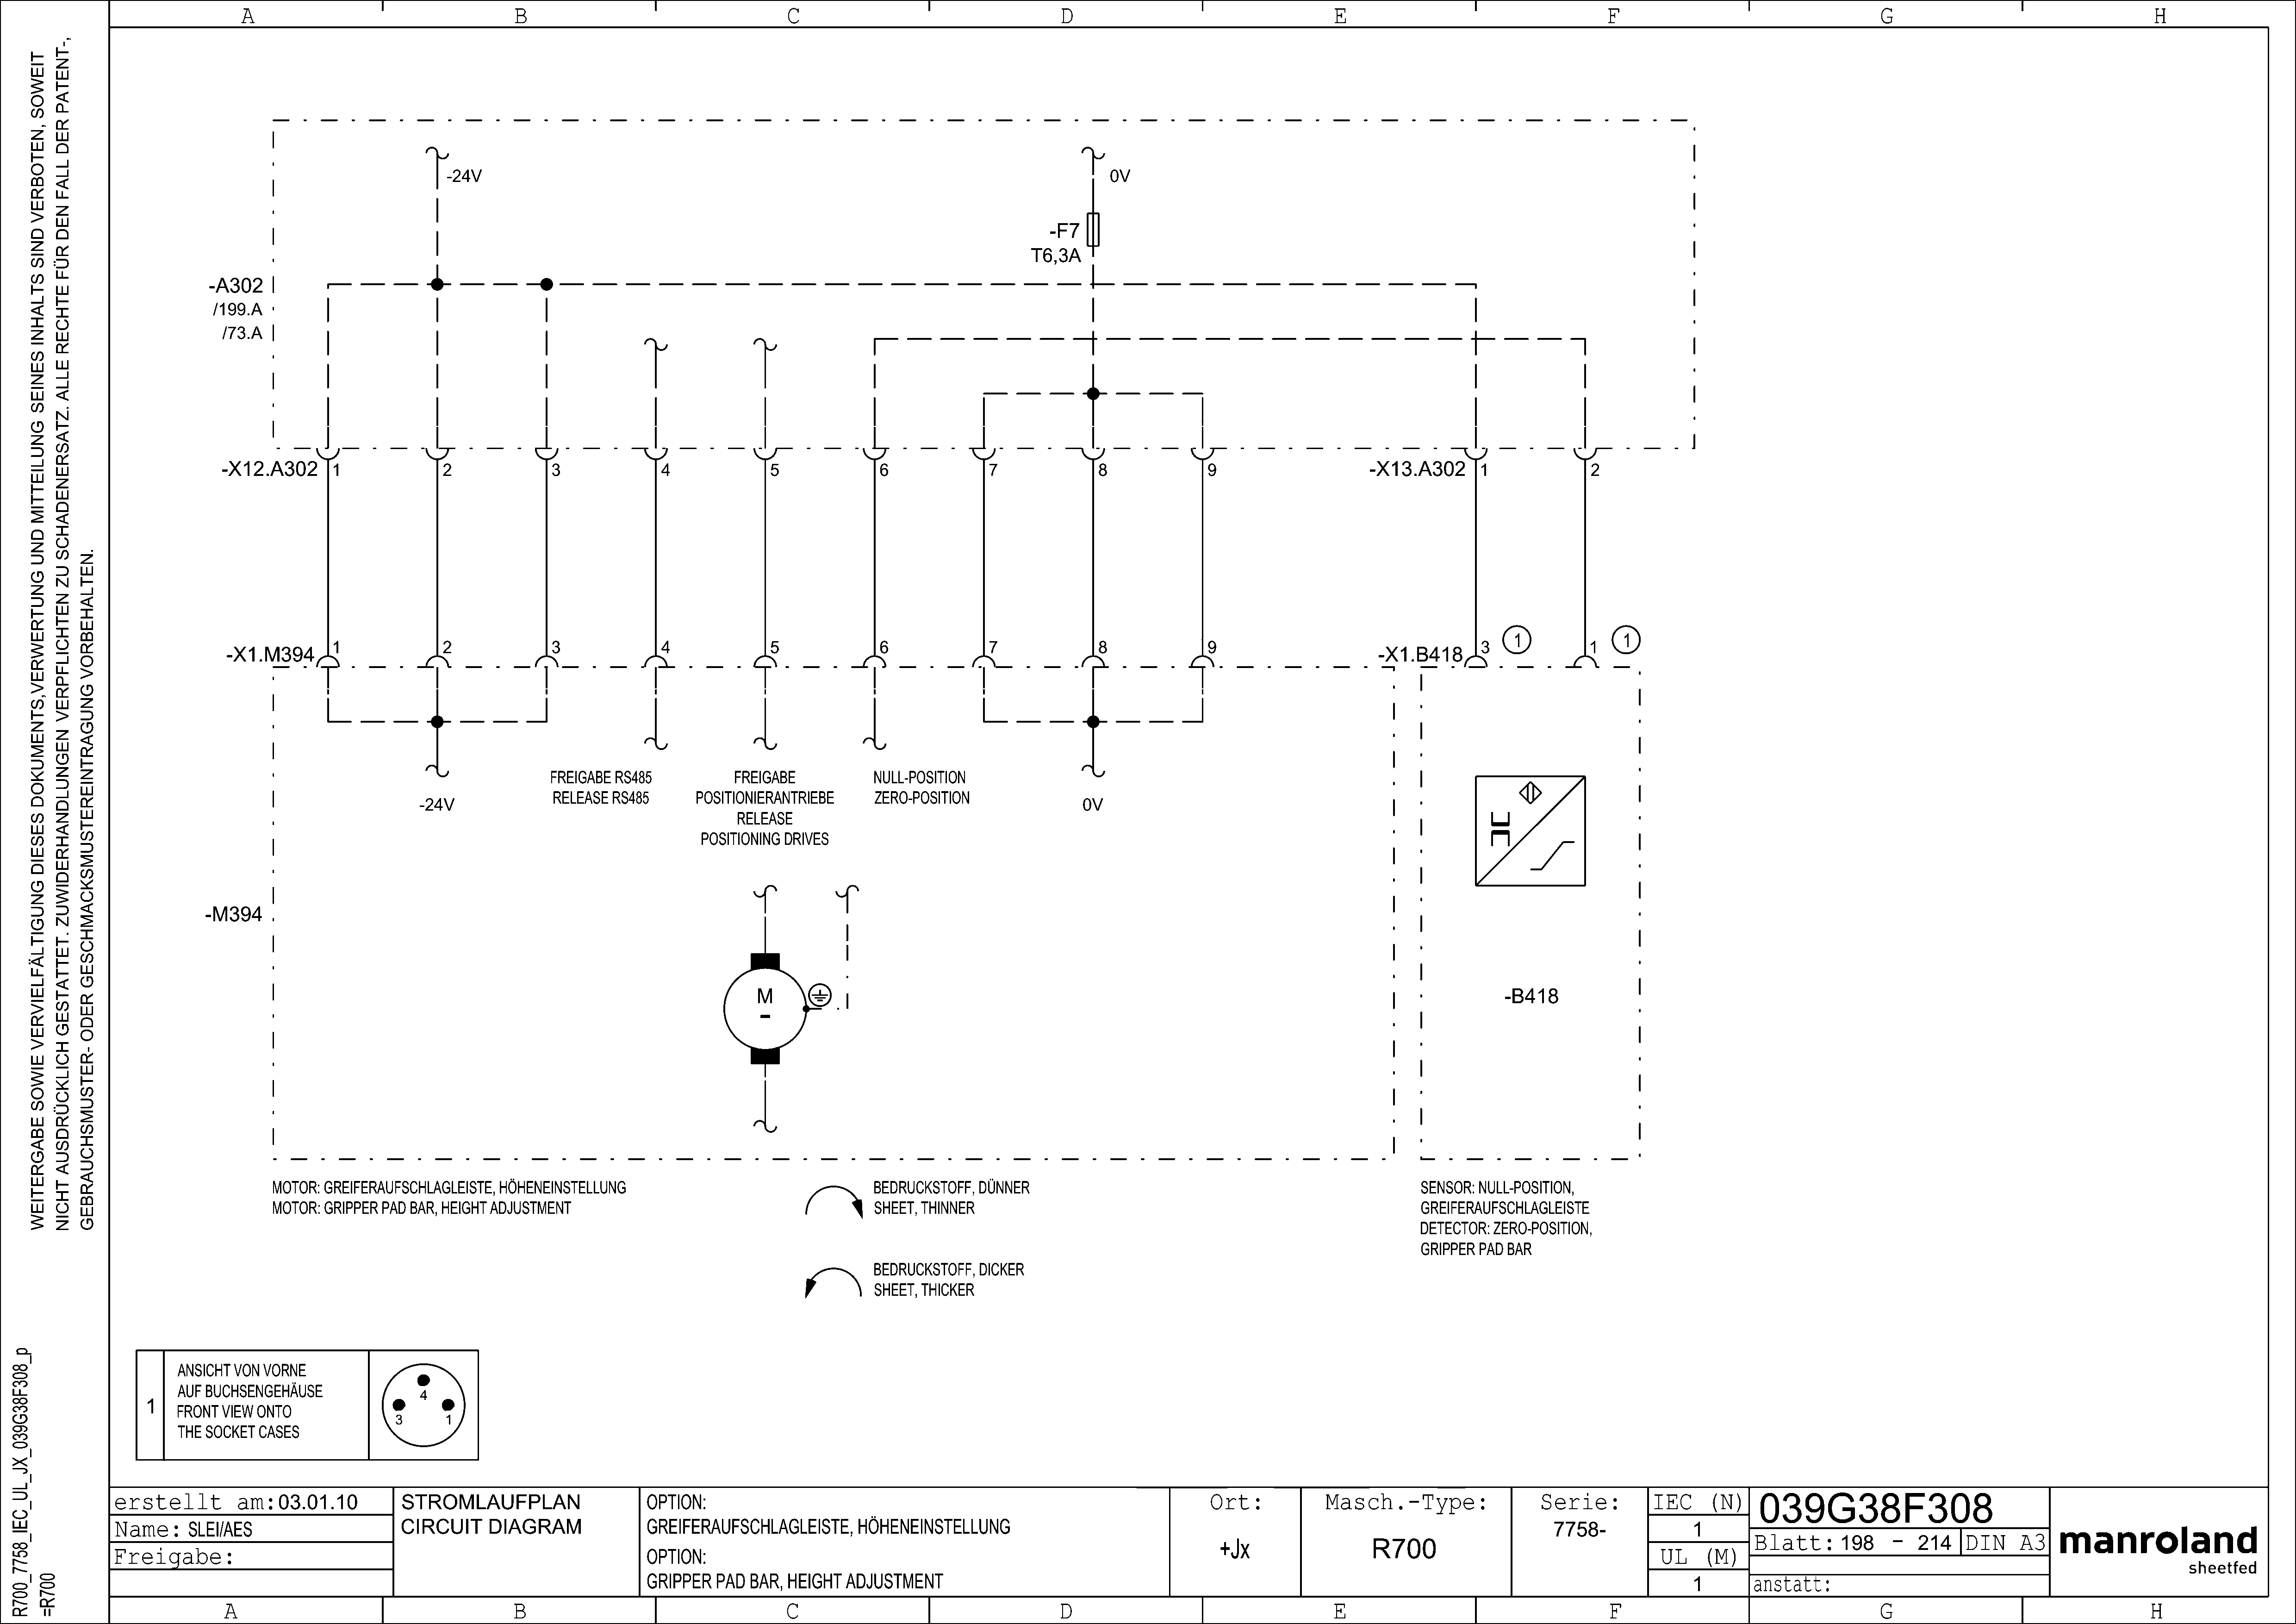 A B C D E F G H
WEITERGABE SOWIE VERVIELFÄLTIGUNG DIESES DOKUMENTS,VERWERTUNG UND MITTEILUNG SEINES INHALTS SIND VERBOTEN, SOWEIT
NICHT AUSDRÜCKLICH GESTATTET. ZUWIDERHANDLUNGEN VERPFLICHTEN ZU SCHADENERSATZ. ALLE RECHTE FÜR DEN FALL DER PATENT-,
GEBRAUCHSMUSTER- ODER GESCHMACKSMUSTEREINTRAGUNG VORBEHALTEN.
R700_7758_IEC_UL_JX_039G38F308_p
=R700
-24V
0V
-F7
T6,3A
-A302
/199.A
/73.A
-X12.A302 1 2 3 4 5 6 7 8 9
-X13.A302 1 2
-X1.M394 1 2 3 4 5 6 7 8 9
-X1.B418 3 1 1 1
-24V
FREIGABE RS485
RELEASE RS485
FREIGABE
POSITIONIERANTRIEBE
RELEASE
POSITIONING DRIVES
NULL-POSITION
ZERO-POSITION
0V
-M394
M
-
-B418
MOTOR: GREIFERAUFSCHLAGLEISTE, HÖHENEINSTELLUNG
MOTOR: GRIPPER PAD BAR, HEIGHT ADJUSTMENT
BEDRUCKSTOFF, DÜNNER
SHEET, THINNER
BEDRUCKSTOFF, DICKER
SHEET, THICKER
SENSOR: NULL-POSITION,
GREIFERAUFSCHLAGLEISTE
DETECTOR: ZERO-POSITION,
GRIPPER PAD BAR
1
ANSICHT VON VORNE
AUF BUCHSENGEHÄUSE
FRONT VIEW ONTO
THE SOCKET CASES
4
3 1
erstellt am: 03.01.10
Name: SLEI/AES
Freigabe:
STROMLAUFPLAN
CIRCUIT DIAGRAM
OPTION:
GREIFERAUFSCHLAGLEISTE, HÖHENEINSTELLUNG
OPTION:
GRIPPER PAD BAR, HEIGHT ADJUSTMENT
Ort:
+Jx
Masch.-Type:
R700
Serie:
7758-
IEC (N)
1
UL (M)
1
039G38F308
Blatt: 198 - 214 DIN A3
anstatt:
manroland
sheetfed
A B C D E F G H